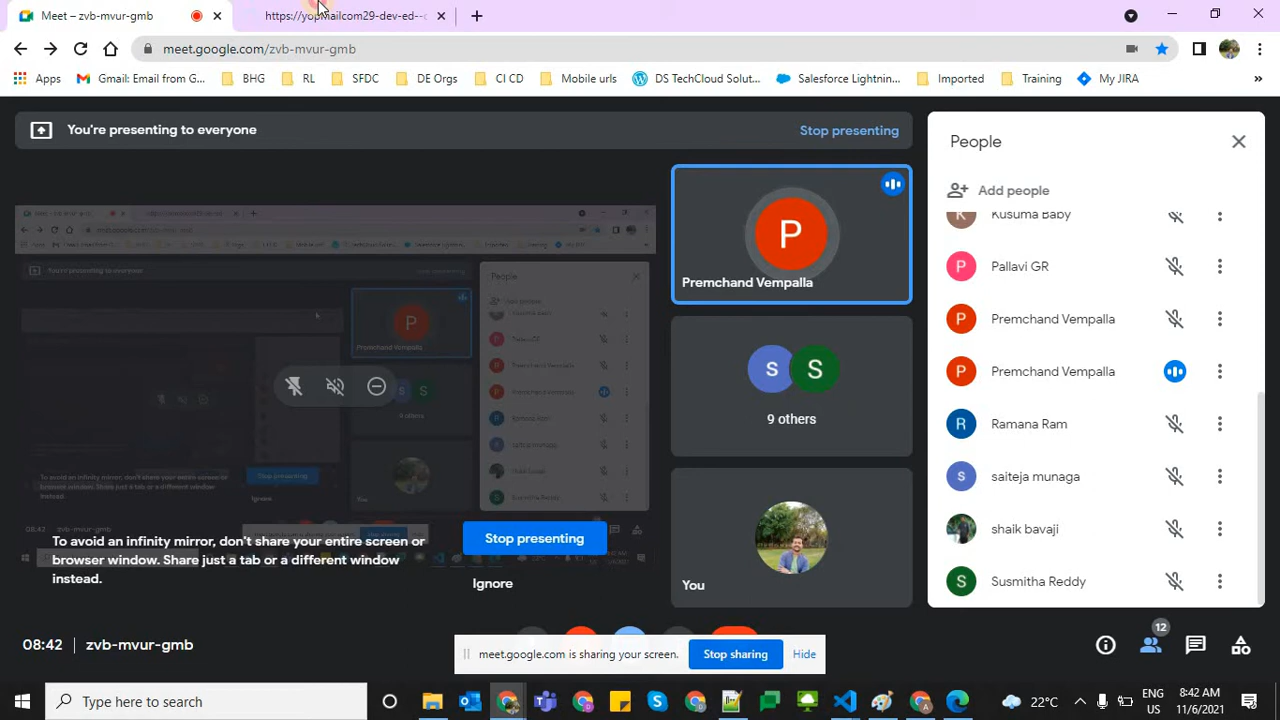 Meet – zvb-mvur-gmb
https://yopmailcom29-dev-ed--c
meet.google.com/zvb-mvur-gmb
Apps
Gmail: Email from G...
BHG
RL
SFDC
DE Orgs
CI CD
Mobile urls
DS TechCloud Solut...
Salesforce Lightnin...
Imported
Training
My JIRA
»
You're presenting to everyone
Stop presenting
P
Premchand Vempalla
s S
9 others
You
To avoid an infinity mirror, don't share your entire screen or
browser window. Share just a tab or a different window
instead.
Stop presenting
Ignore
People
Add people
K Kusuma Baby
P Pallavi GR
P Premchand Vempalla
P Premchand Vempalla
R Ramana Ram
s saiteja munaga
shaik bavaji
S Susmitha Reddy
08:42 | zvb-mvur-gmb
meet.google.com is sharing your screen.
Stop sharing
Hide
12
Type here to search
22°C
ENG
US
8:42 AM
11/6/2021